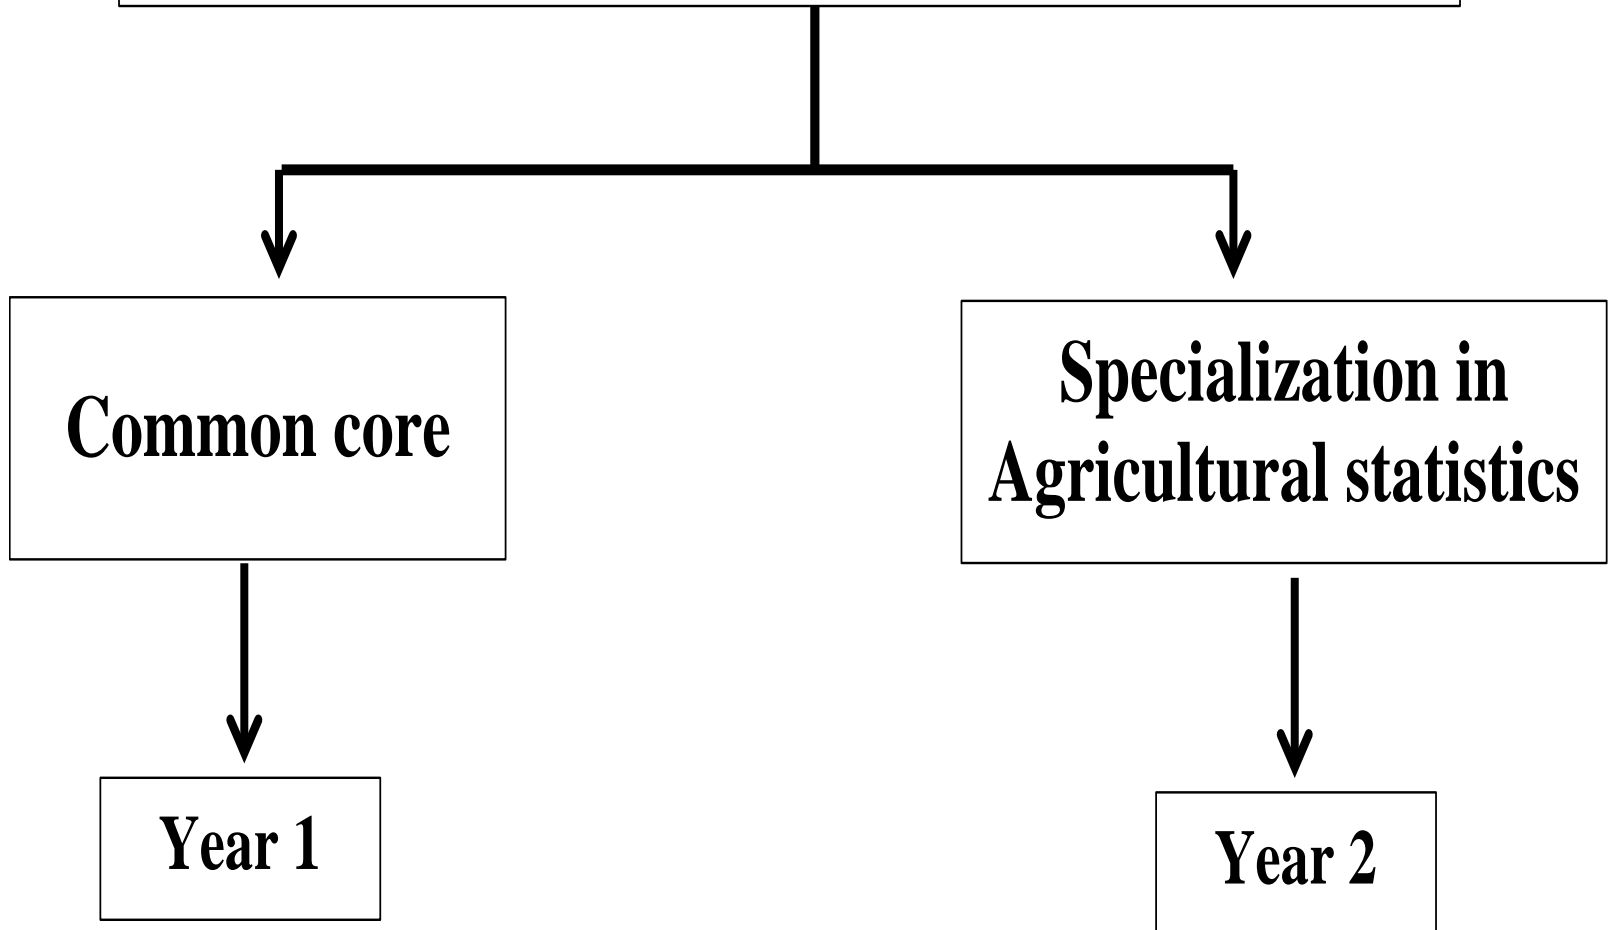 Common core
Specialization in
Agricultural statistics
Year 1
Year 2